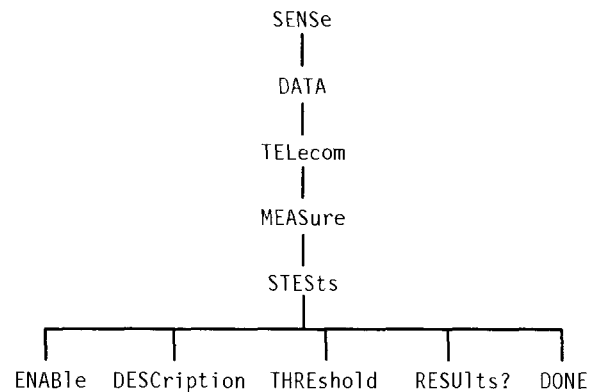 SENSe
DATA
TELecom
MEASure
STESts
ENABle DESCription THREshold RESUlts? DONE